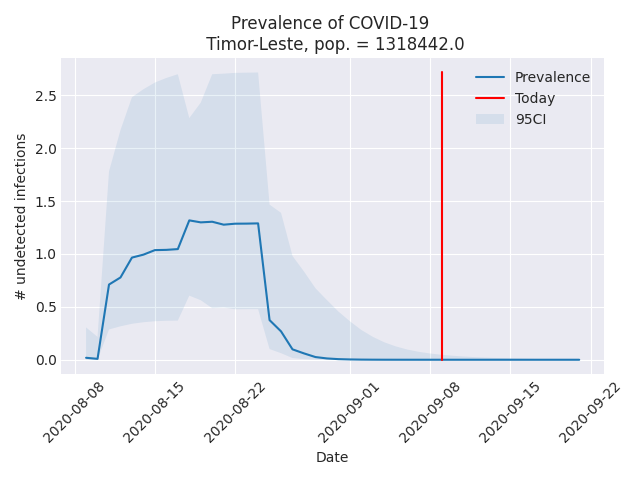 Prevalence of COVID-19
Timor-Leste, pop. = 1318442.0
Prevalence
Today
95CI
# undetected infections
2.5
2.0
1.5
1.0
0.5
0.0
2020-08-08
2020-08-15
2020-08-22
2020-09-01
2020-09-08
2020-09-15
2020-09-22
Date